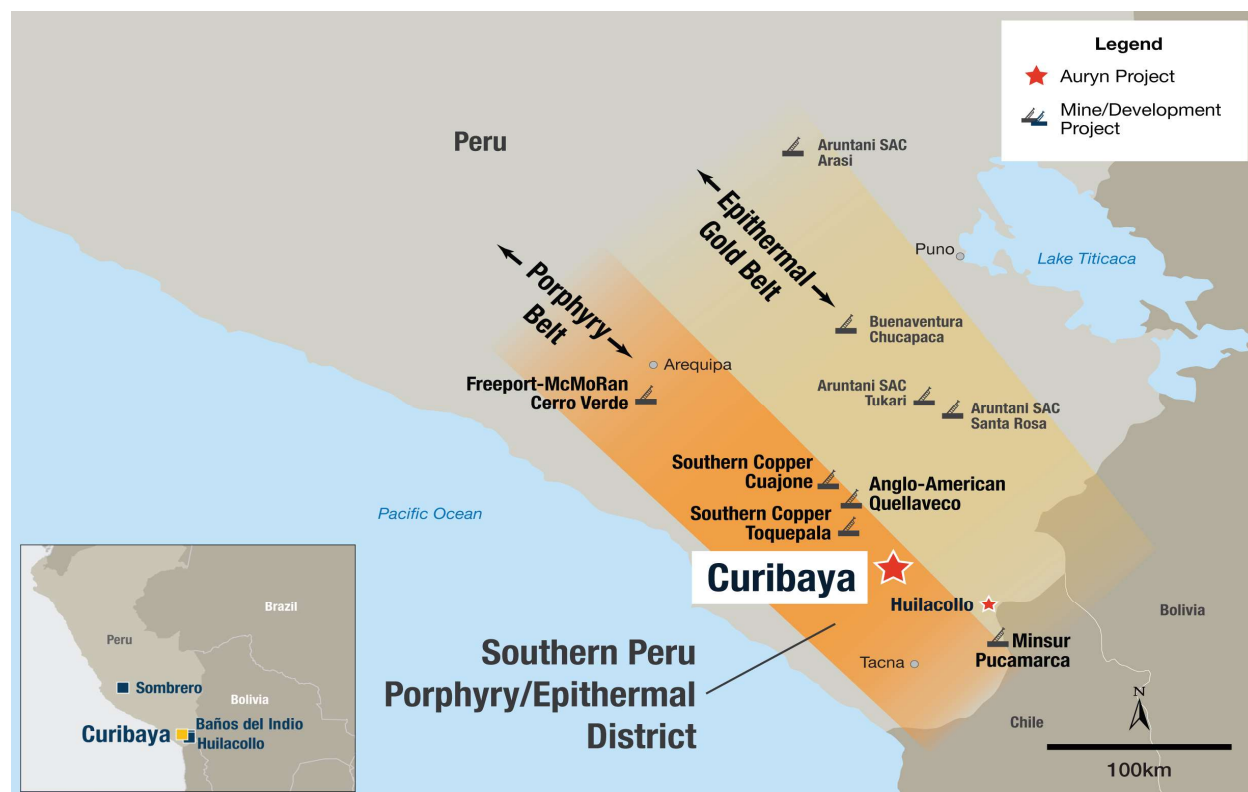 Legend
Auryn Project
Mine/Development
Project
Peru
Aruntani SAC
Arasi
Epithermal
Gold Belt
Puno
Lake Titicaca
Porphyry
Belt
Buenaventura
Chucapaca
Arequipa
Freeport-McMoRan
Cerro Verde
Aruntani SAC
Tukari
Aruntani SAC
Santa Rosa
Southern Copper
Cuajone
Anglo-American
Quellaveco
Southern Copper
Toquepala
Pacific Ocean
Curibaya
Huilacollo
Bolivia
Minsur
Pucamarca
Tacna
Southern Peru
Porphyry/Epithermal
District
Chile
N
100km
Brazil
Peru
Sombrero
Bolivia
Baños del Indio
Curibaya
Huilacollo